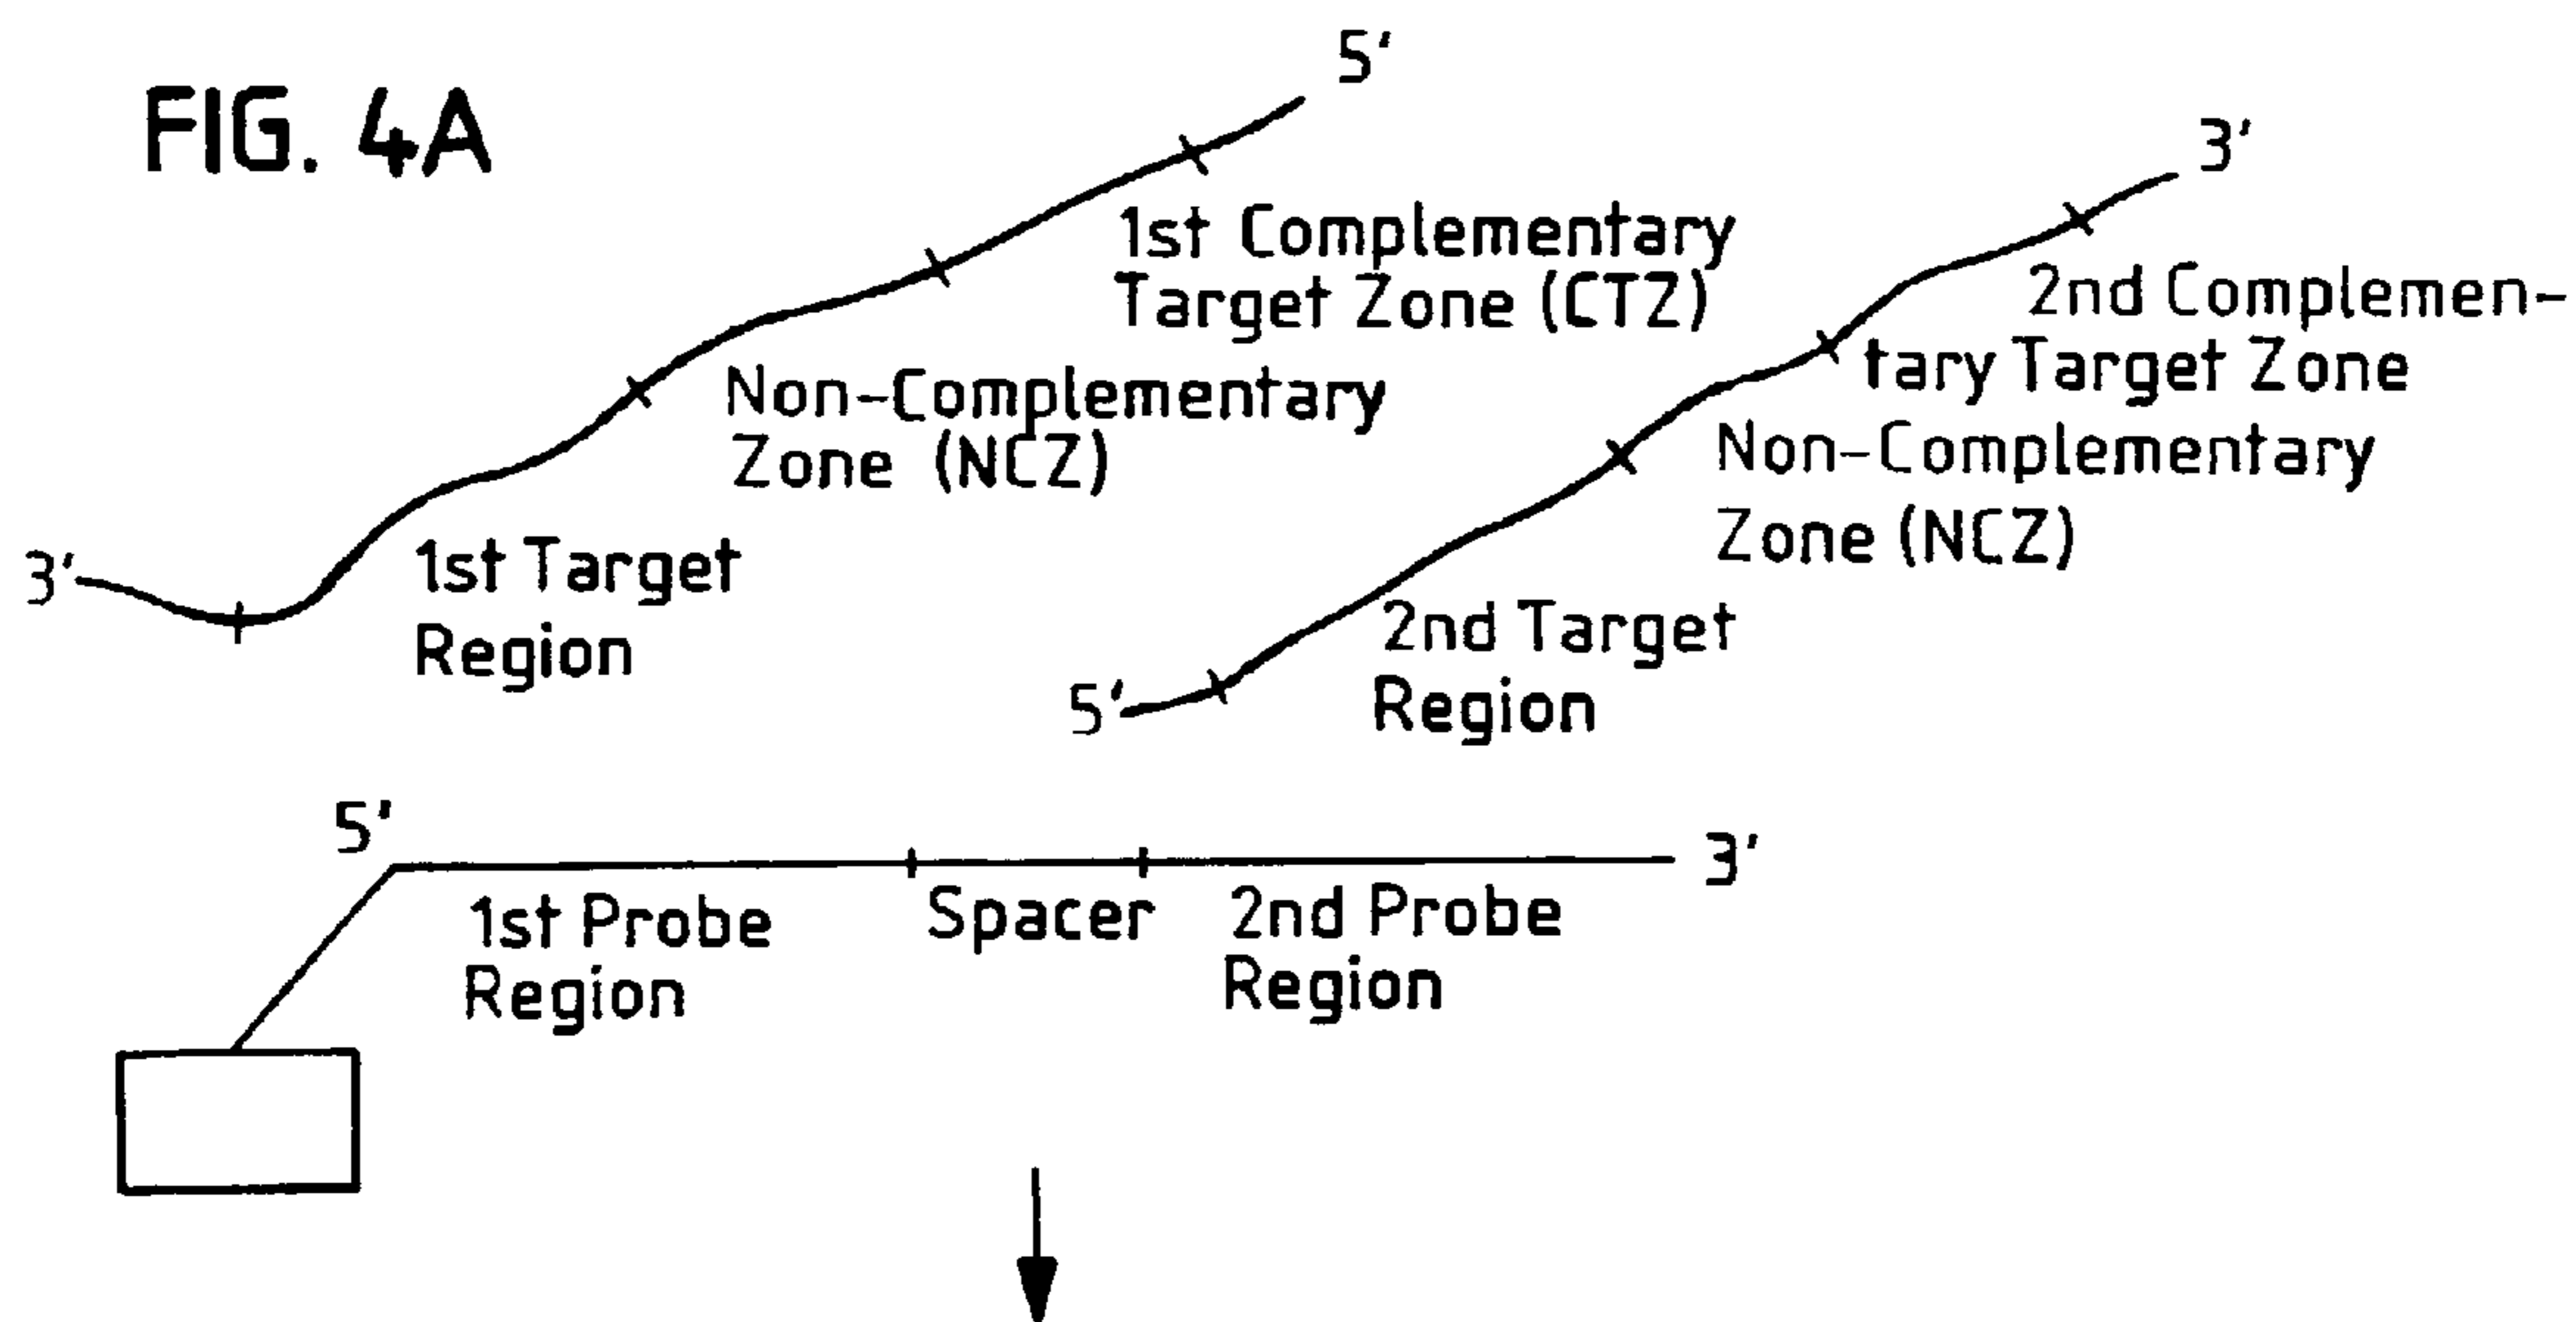 FIG. 4A
5'
3'
1st Complementary
Target Zone (CTZ)
2nd Complemen-
tary Target Zone
Non-Complementary
Zone (NCZ)
Non-Complementary
Zone (NCZ)
3'
1st Target
Region
2nd Target
Region
5'
5'
3'
1st Probe
Region
Spacer
2nd Probe
Region